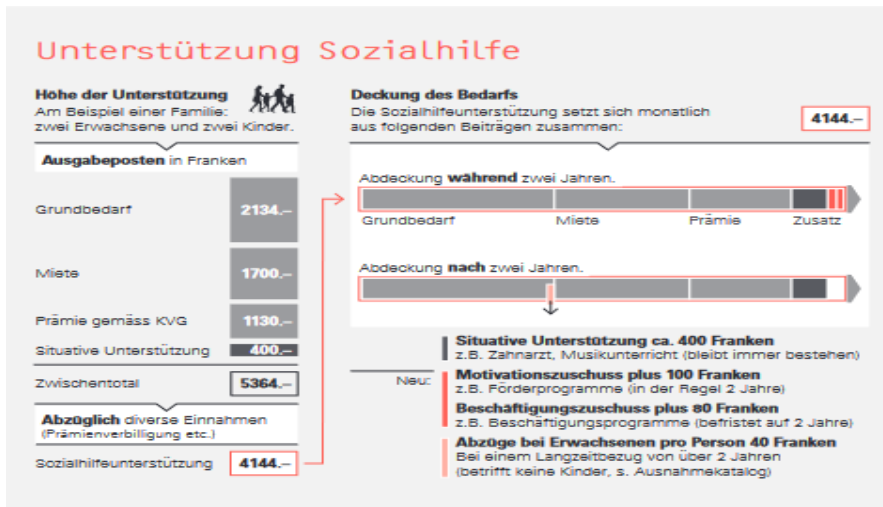 Unterstützung Sozialhilfe
Höhe der Unterstützung
Am Beispiel einer Familie:
zwei Erwachsene und zwei Kinder.
Ausgabeposten in Franken
Grundbedarf 2134.–
Miete 1700.–
Prämie gemäss KVG 1130.–
Situative Unterstützung 400.–
Zwischentotal 5364.–
Abzüglich diverse Einnahmen
(Prämienverbilligung etc.)
Sozialhilfeunterstützung 4144.–
Deckung des Bedarfs
Die Sozialhilfeunterstützung setzt sich monatlich
aus folgenden Beiträgen zusammen:
4144.–
Abdeckung während zwei Jahren.
Grundbedarf Miete Prämie Zusatz
Abdeckung nach zwei Jahren.
Situative Unterstützung ca. 400 Franken
z.B. Zahnarzt, Musikunterricht (bleibt immer bestehen)
Neu:
Motivationszuschuss plus 100 Franken
z.B. Förderprogramme (in der Regel 2 Jahre)
Beschäftigungszuschuss plus 80 Franken
z.B. Beschäftigungsprogramme (befristet auf 2 Jahre)
Abzüge bei Erwachsenen pro Person 40 Franken
Bei einem Langzeitbezug von über 2 Jahren
(betrifft keine Kinder, s. Ausnahmekatalog)